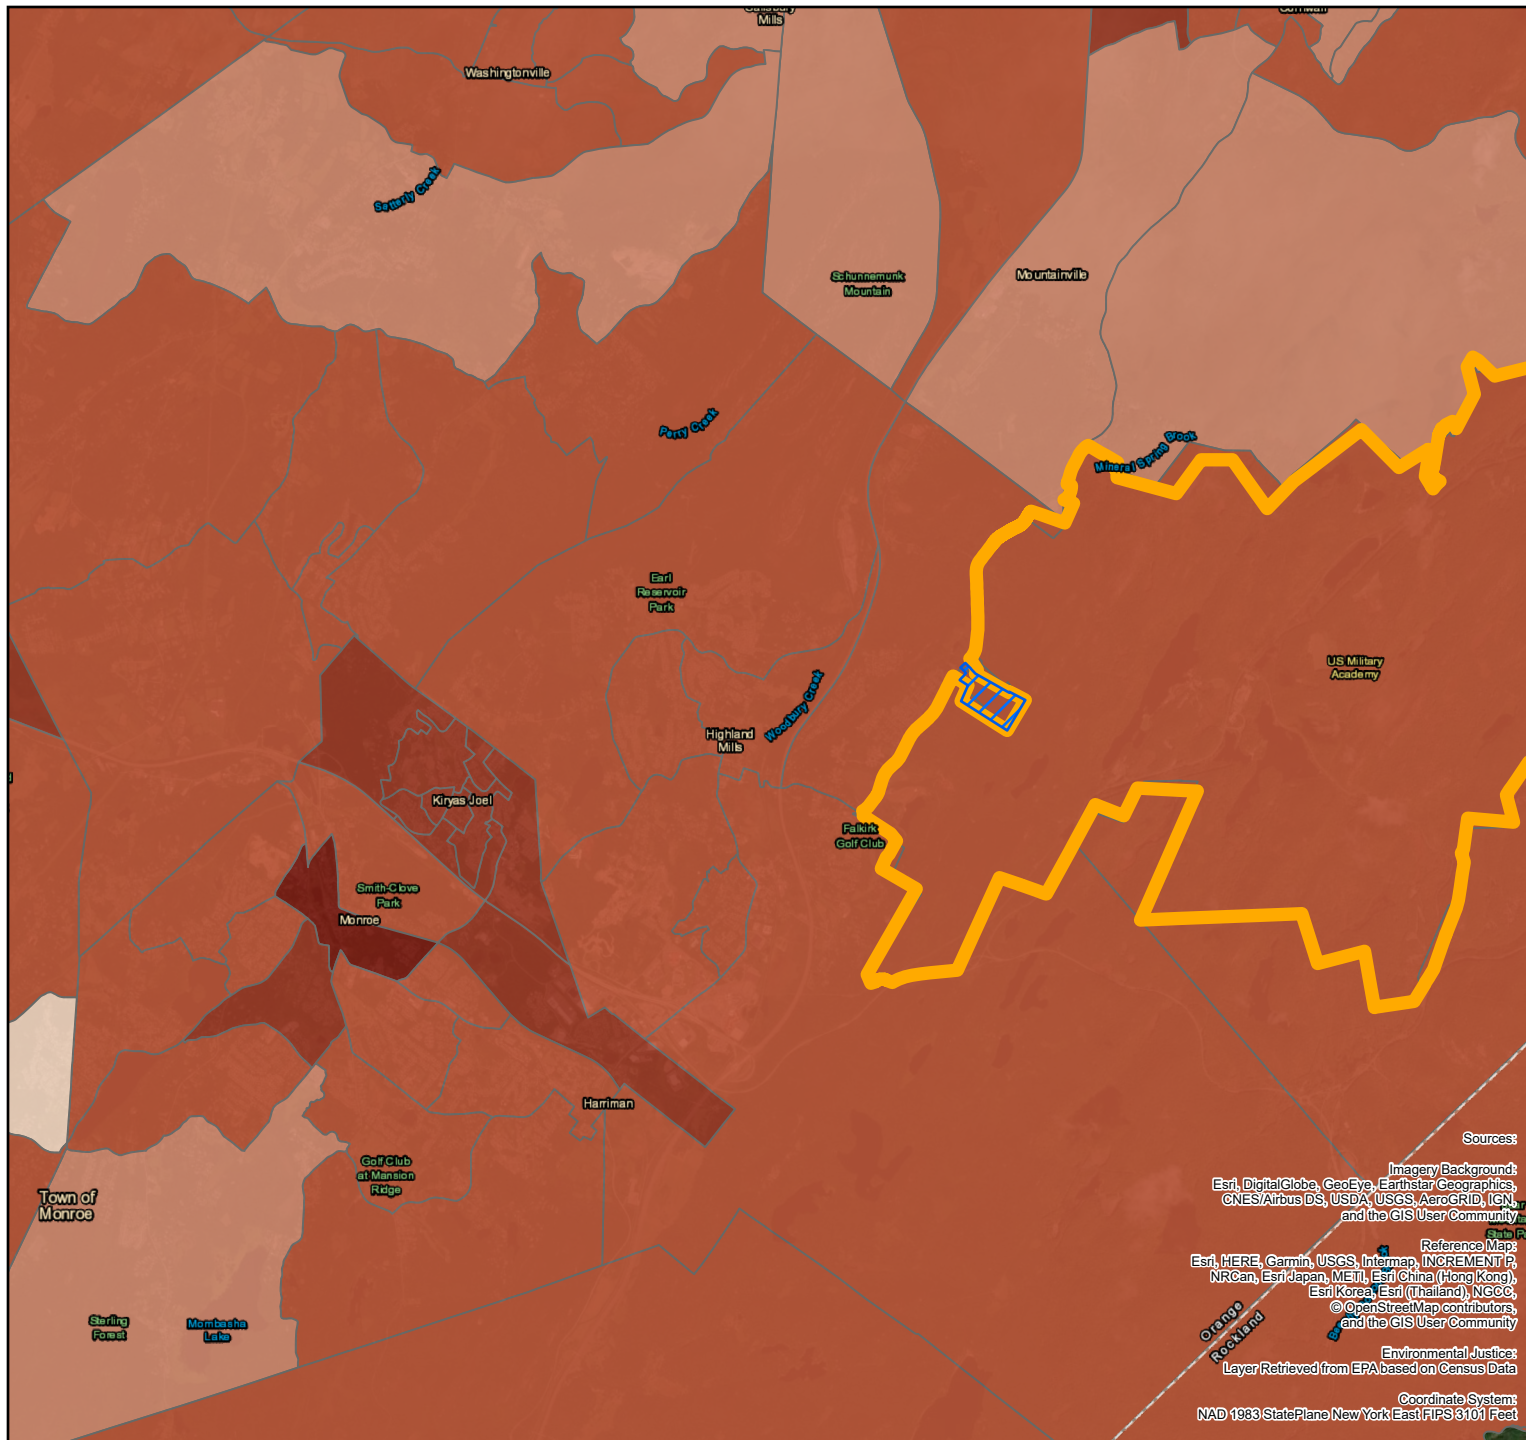 Salisbury
Mills
Cornwall
Washingtonville
Satterly Creek
Schunnemunk
Mountain
Mountainville
Perry Creek
Mineral Spring Brook
Earl
Reservoir
Park
US Military
Academy
Woodbury Creek
Highland
Mills
Kiryas Joel
Falkirk
Golf Club
Smith-Clove
Park
Monroe
Harriman
Golf Club
at Mansion
Ridge
Town of
Monroe
Sterling
Forest
Mombasha
Lake
Orange
Rockland
State
Sources:
Imagery Background:
Esri, DigitalGlobe, GeoEye, Earthstar Geographics,
CNES/Airbus DS, USDA, USGS, AeroGRID, IGN,
and the GIS User Community
Reference Map:
Esri, HERE, Garmin, USGS, Intermap, INCREMENT P,
NRCan, Esri Japan, METI, Esri China (Hong Kong),
Esri Korea, Esri (Thailand), NGCC,
© OpenStreetMap contributors,
and the GIS User Community
Environmental Justice:
Layer Retrieved from EPA based on Census Data
Coordinate System:
NAD 1983 StatePlane New York East FIPS 3101 Feet